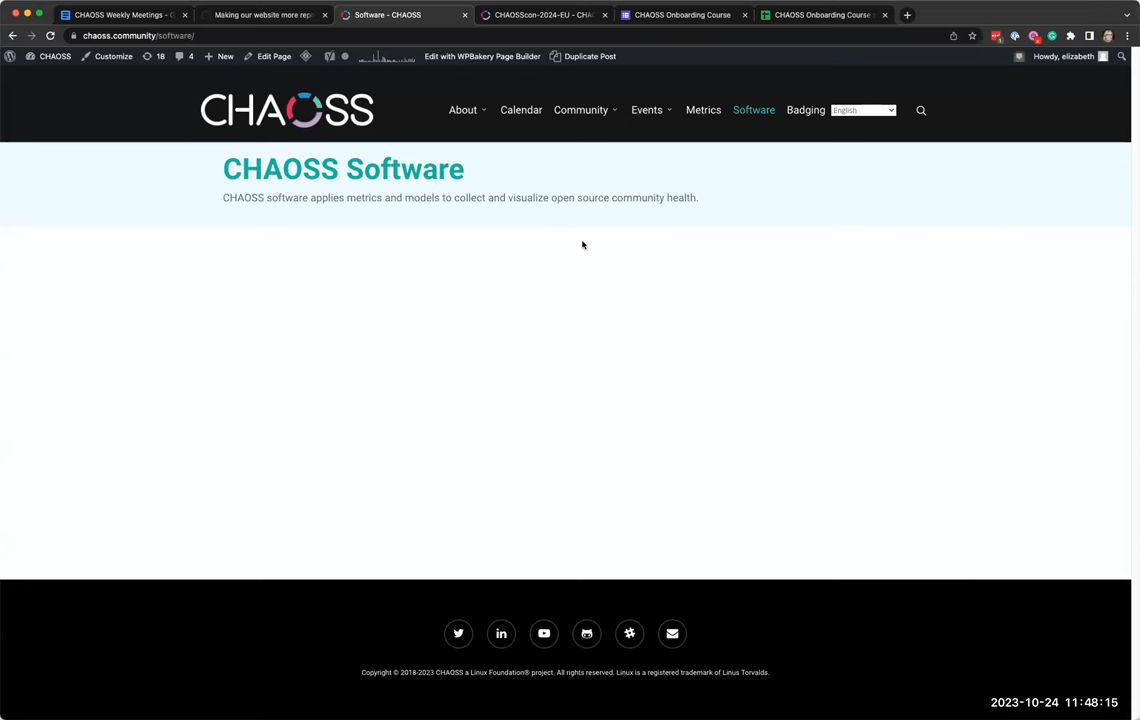 CHAOSS Weekly Meetings - G
Making our website more rep
Software - CHAOSS
CHAOSScon-2024-EU - CHA
CHAOSS Onboarding Course
CHAOSS Onboarding Course
chaoss.community/software/
CHAOSS
Customize
18
4
New
Edit Page
Edit with WPBakery Page Builder
Duplicate Post
Howdy, elizabeth
CHAOSS
About
Calendar
Community
Events
Metrics
Software
Badging
English
CHAOSS Software
CHAOSS software applies metrics and models to collect and visualize open source community health.
Copyright © 2018-2023 CHAOSS a Linux Foundation® project. All rights reserved. Linux is a registered trademark of Linus Torvalds.
2023-10-24 11:48:15